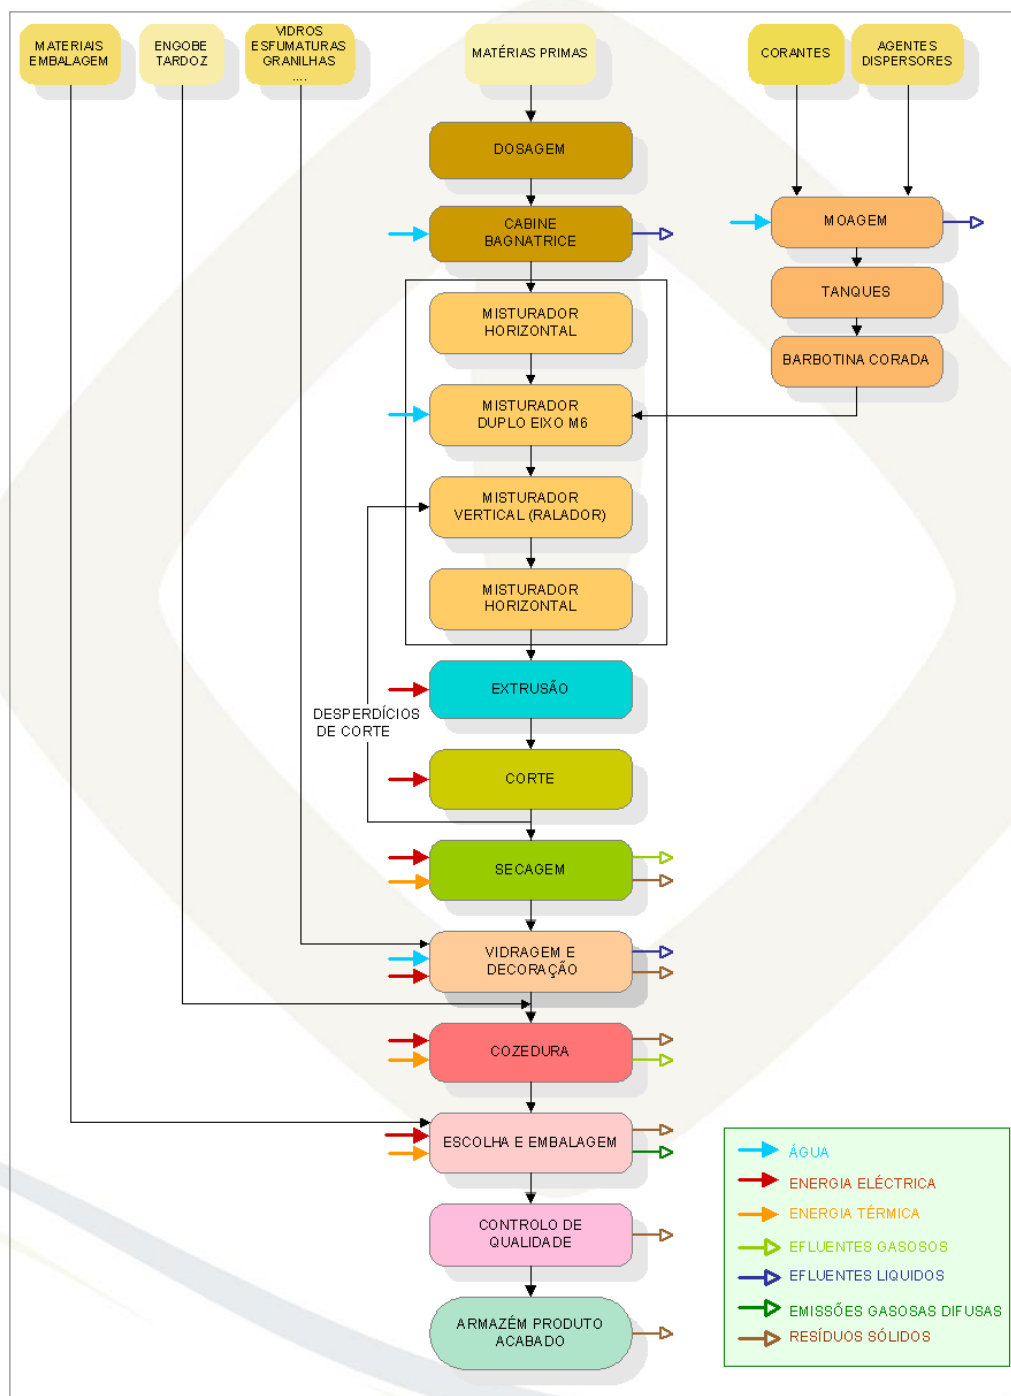 MATERIAIS
EMBALAGEM
ENGOBE
TARDOZ
VIDROS
ESFUMATURAS
GRANILHAS
....
MATÉRIAS PRIMAS
CORANTES
AGENTES
DISPERSORES
DOSAGEM
CABINE
BAGNATRICE
MOAGEM
TANQUES
BARBOTINA CORADA
MISTURADOR
HORIZONTAL
MISTURADOR
DUPLO EIXO M6
MISTURADOR
VERTICAL (RALADOR)
MISTURADOR
HORIZONTAL
EXTRUSÃO
DESPERDÍCIOS
DE CORTE
CORTE
SECAGEM
VIDRAGEM E
DECORAÇÃO
COZEDURA
ESCOLHA E EMBALAGEM
CONTROLO DE
QUALIDADE
ARMAZÉM PRODUTO
ACABADO
ÁGUA
ENERGIA ELÉCTRICA
ENERGIA TÉRMICA
EFLUENTES GASOSOS
EFLUENTES LIQUIDOS
EMISSÕES GASOSAS DIFUSAS
RESÍDUOS SÓLIDOS